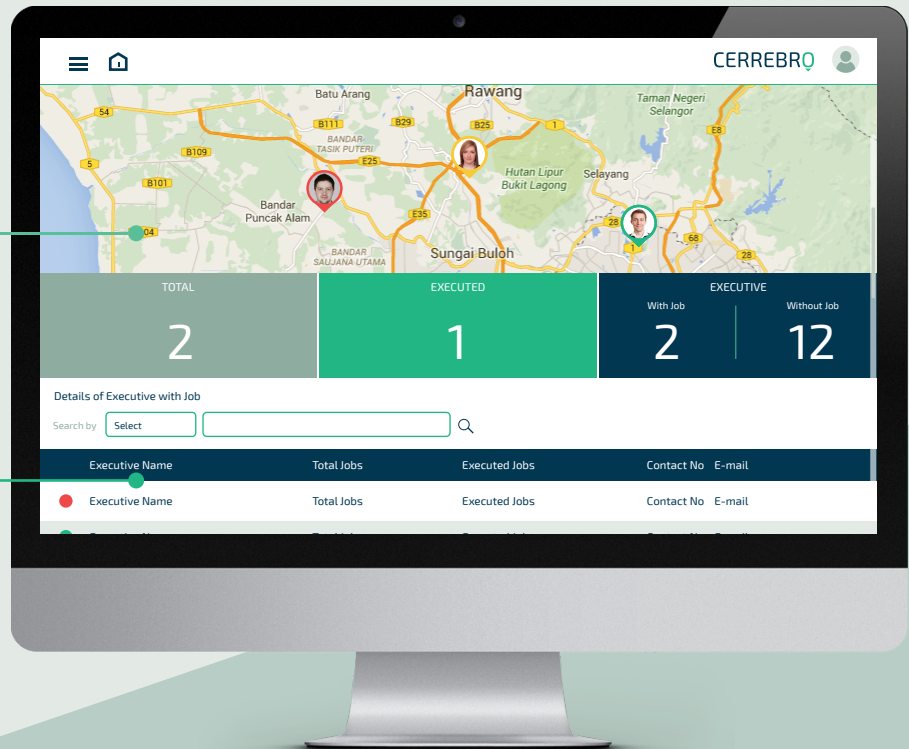 CERREBRO
Batu Arang
Rawang
Taman Negeri
Selangor
54
B111
B29
B25
1
E8
BANDAR
TASIK PUTERI
B109
E25
5
B101
Hutan Lipur
Bukit Lagong
Selayang
Bandar
Puncak Alam
E35
28
04
68
1
BANDAR
SAUJANA UTAMA
Sungai Buloh
28
TOTAL
EXECUTED
EXECUTIVE
With Job
Without Job
2
1
2
12
Details of Executive with Job
Search by Select
Executive Name Total Jobs Executed Jobs Contact No E-mail
Executive Name Total Jobs Executed Jobs Contact No E-mail